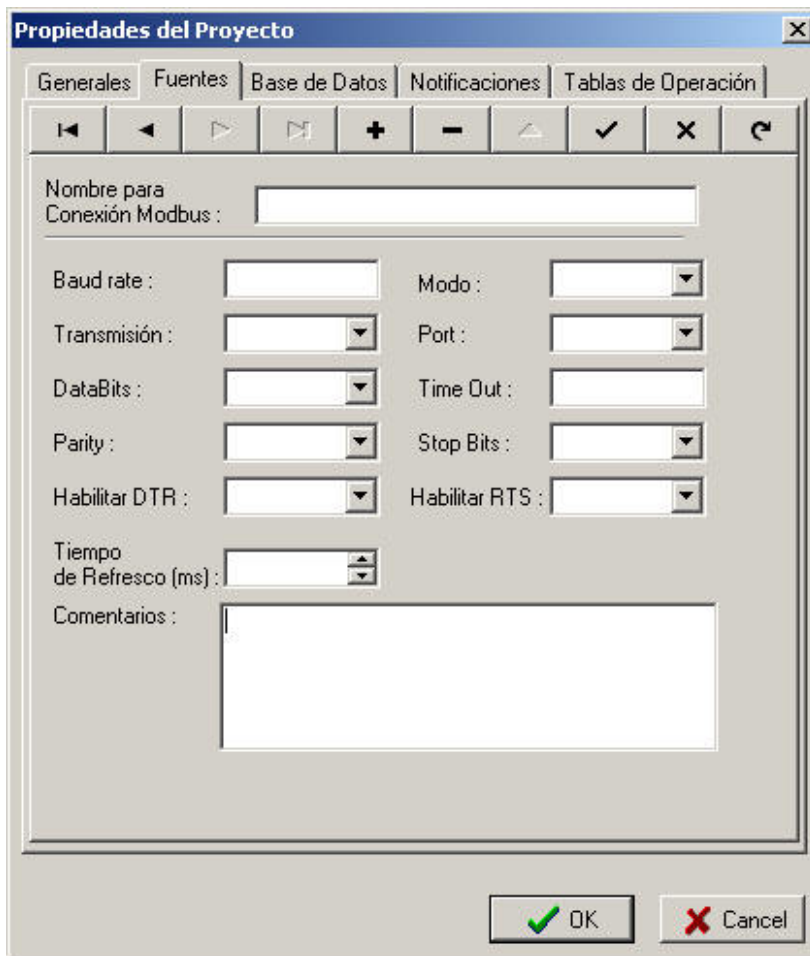 Propiedades del Proyecto
Generales Fuentes Base de Datos Notificaciones Tablas de Operación
Nombre para
Conexión Modbus :
Baud rate : Modo :
Transmisión : Port :
DataBits : Time Out :
Parity : Stop Bits :
Habilitar DTR : Habilitar RTS :
Tiempo
de Refresco (ms) :
Comentarios :
OK Cancel